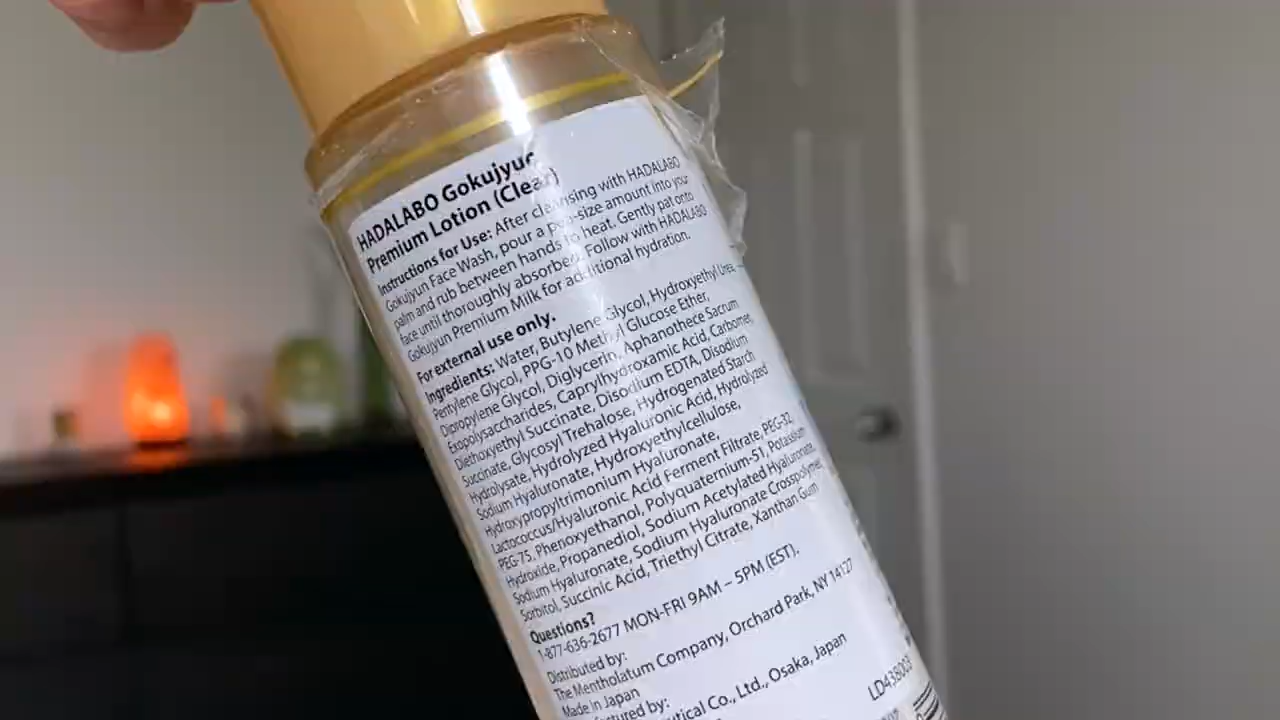 HADALABO Gokujyun
Premium Lotion (Clear)
Instructions for Use: After cleansing with HADALABO
Gokujyun Face Wash, pour a pea-size amount into your
palm and rub between hands to heat. Gently pat onto
face until thoroughly absorbed. Follow with HADALABO
Gokujyun Premium Milk for additional hydration.
For external use only.
Ingredients: Water, Butylene Glycol, Hydroxyethyl Urea,
Pentylene Glycol, PPG-10 Methyl Glucose Ether,
Dipropylene Glycol, Diglycerin, Aphanothece Sacrum
Exopolysaccharides, Caprylhydroxamic Acid, Carbomer,
Diethoxyethyl Succinate, Disodium EDTA, Disodium
Succinate, Glycosyl Trehalose, Hydrogenated Starch
Hydrolysate, Hydrolyzed Hyaluronic Acid, Hydrolyzed
Sodium Hyaluronate, Hydroxyethylcellulose,
Hydroxypropyltrimonium Hyaluronate,
Lactococcus/Hyaluronic Acid Ferment Filtrate, PEG-32,
PEG-75, Phenoxyethanol, Polyquaternium-51, Potassium
Hydroxide, Propanediol, Sodium Acetylated Hyaluronate,
Sodium Hyaluronate, Sodium Hyaluronate Crosspolymer,
Sorbitol, Succinic Acid, Triethyl Citrate, Xanthan Gum
Questions?
1-877-636-2677 MON-FRI 9AM – 5PM (EST).
Distributed by:
The Mentholatum Company, Orchard Park, NY 14127
Made in Japan
Co., Ltd., Osaka, Japan